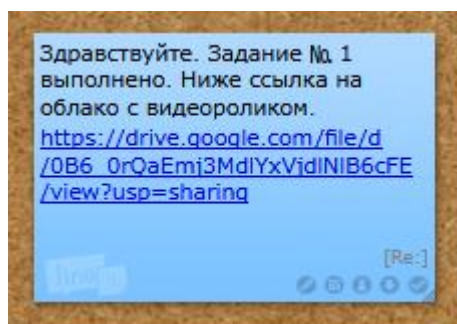 Здравствуйте. Задание № 1
выполнено. Ниже ссылка на
облако с видеороликом.
https://drive.google.com/file/d
/0B6_0rQaEmj3MdlYxVjdlNlB6cFE
/view?usp=sharing
[Re:]